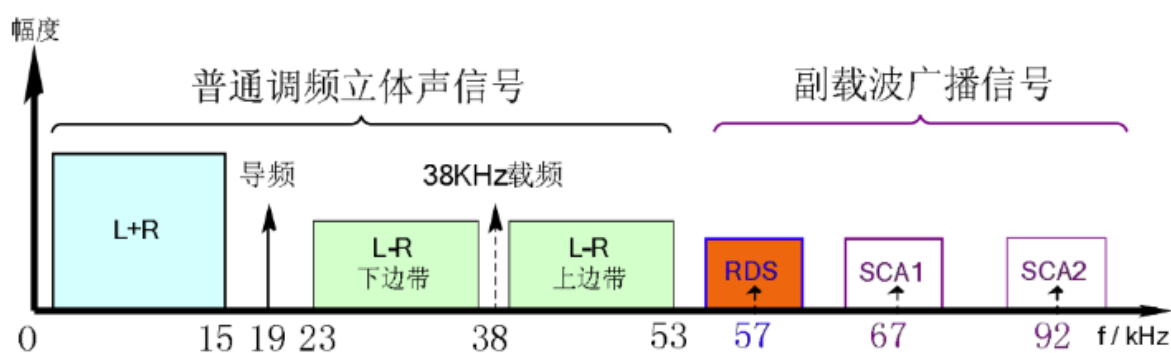 幅度
普通调频立体声信号
副载波广播信号
导频
38KHz载频
L+R
L-R
下边带
L-R
上边带
RDS
SCA1
SCA2
0 15 19 23 38 53 57 67 92 f / kHz